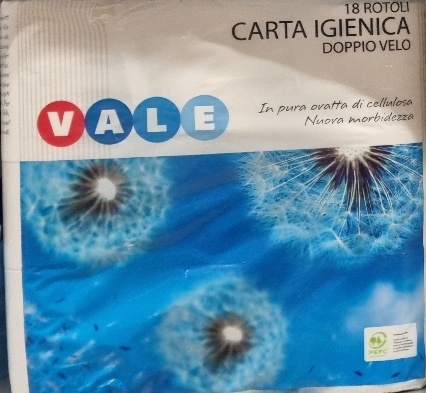 18 ROTOLI
CARTA IGIENICA
DOPPIO VELO
VALE
In pura ovatta di cellulosa
Nuova morbidezza
PEFC